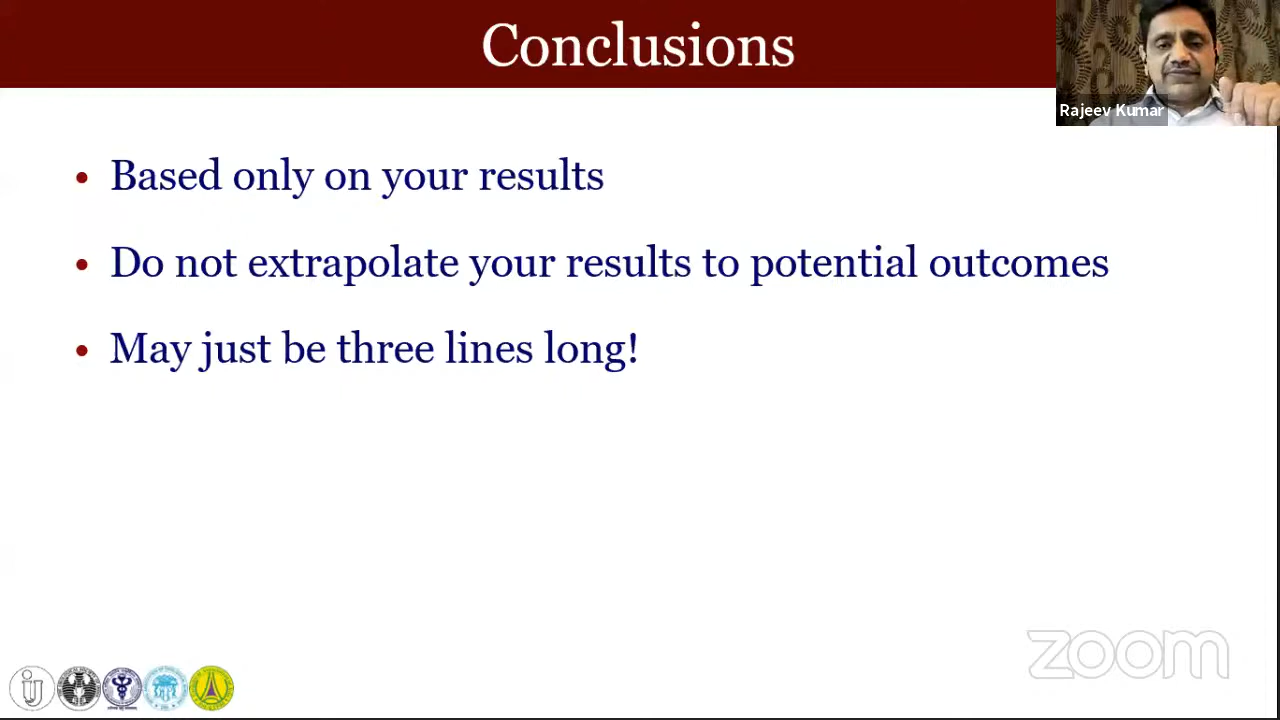 Conclusions
Rajeev Kumar
• Based only on your results
• Do not extrapolate your results to potential outcomes
• May just be three lines long!
zoom